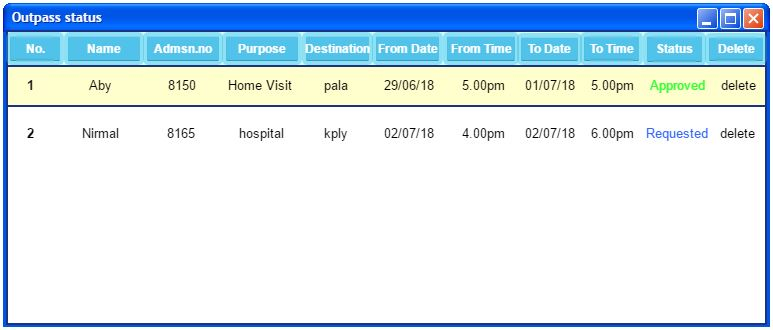 Outpass status
No. Name Admsn.no Purpose Destination From Date From Time To Date To Time Status Delete
1 Aby 8150 Home Visit pala 29/06/18 5.00pm 01/07/18 5.00pm Approved delete
2 Nirmal 8165 hospital kply 02/07/18 4.00pm 02/07/18 6.00pm Requested delete